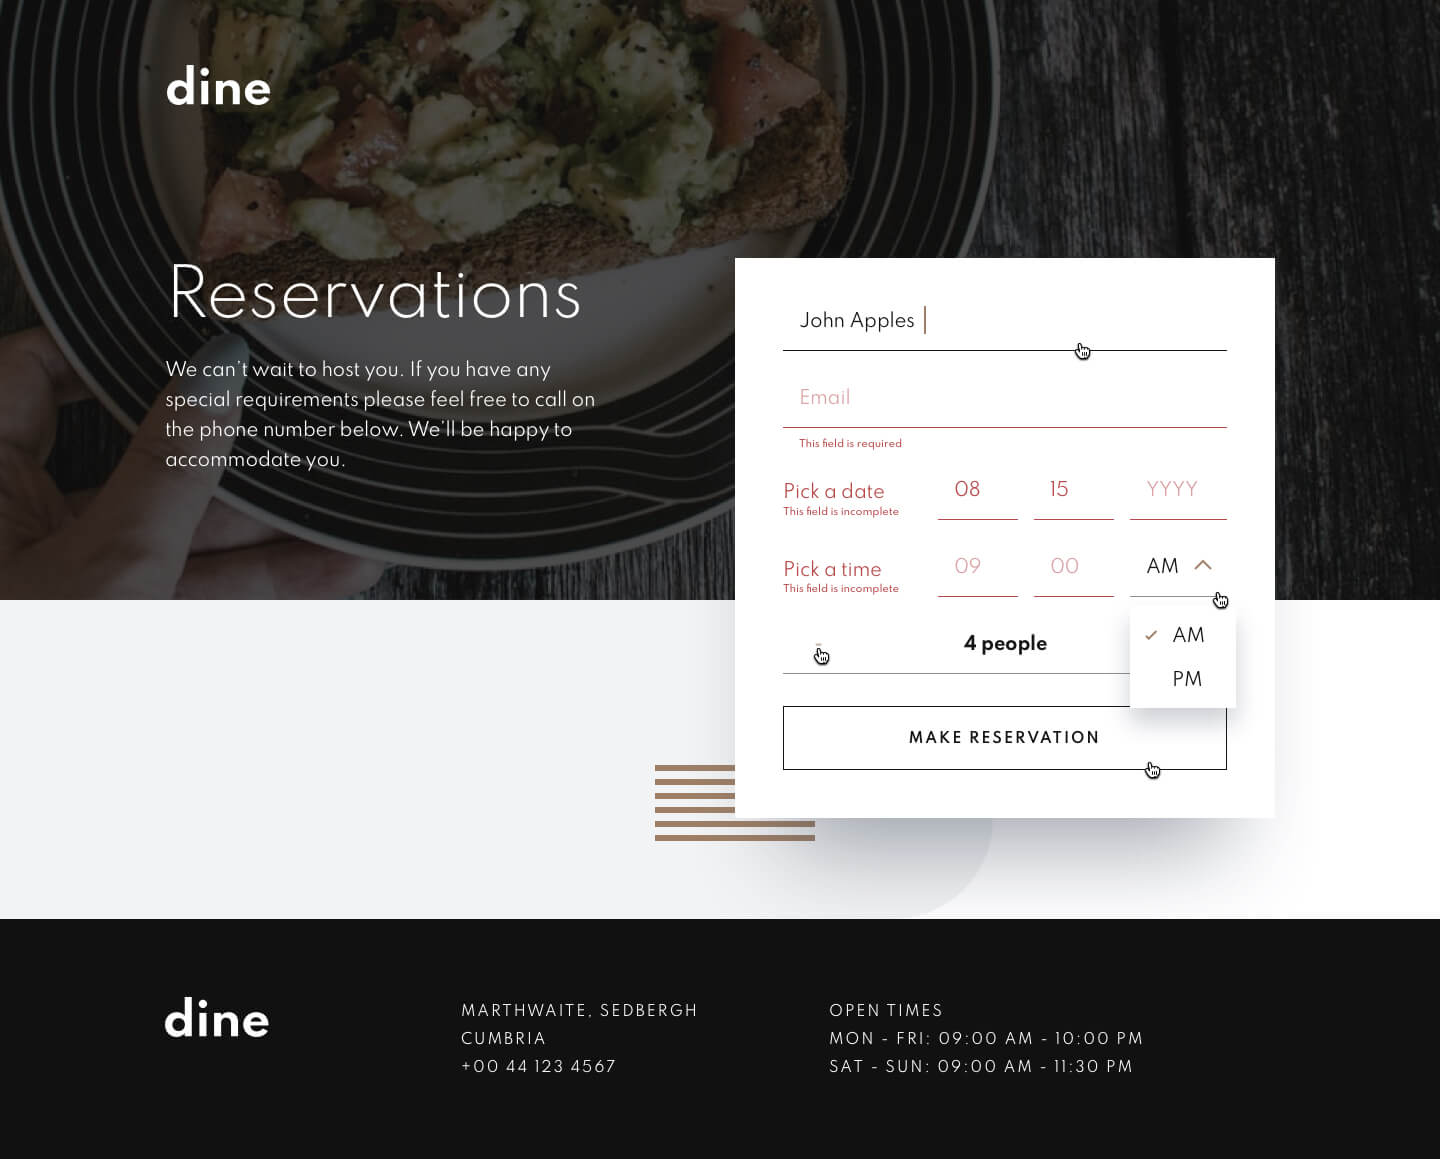 dine
Reservations
We can't wait to host you. If you have any
special requirements please feel free to call on
the phone number below. We'll be happy to
accommodate you.
John Apples
Email
This field is required
Pick a date 08 15 YYYY
This field is incomplete
Pick a time 09 00 AM
This field is incomplete
- 4 people
AM
PM
MAKE RESERVATION
dine
MARTHWAITE, SEDBERGH
CUMBRIA
+00 44 123 4567
OPEN TIMES
MON - FRI: 09:00 AM - 10:00 PM
SAT - SUN: 09:00 AM - 11:30 PM